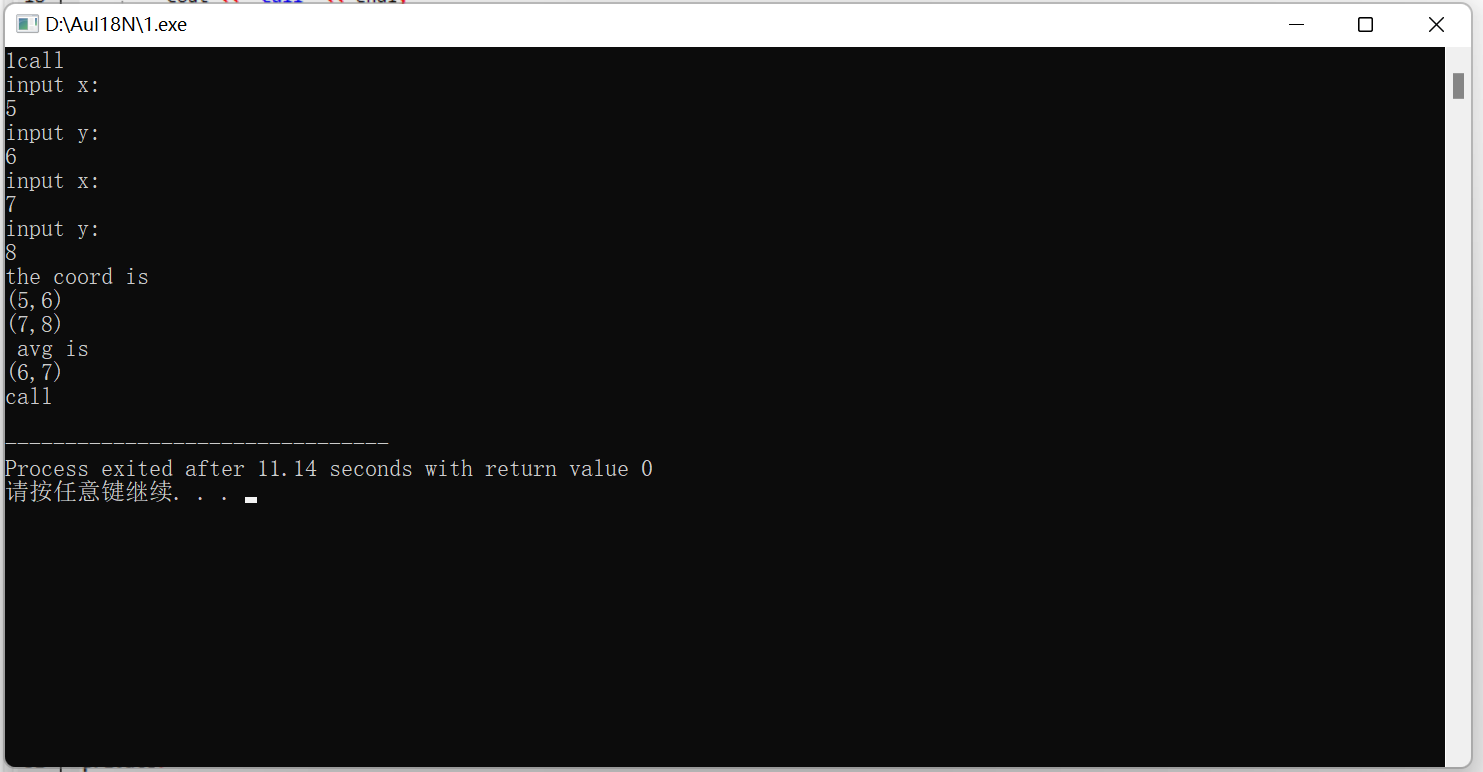 D:\AuI18N\1.exe
1call
input x:
5
input y:
6
input x:
7
input y:
8
the coord is
(5,6)
(7,8)
 avg is
(6,7)
call
--------------------------------
Process exited after 11.14 seconds with return value 0
请按任意键继续. . .